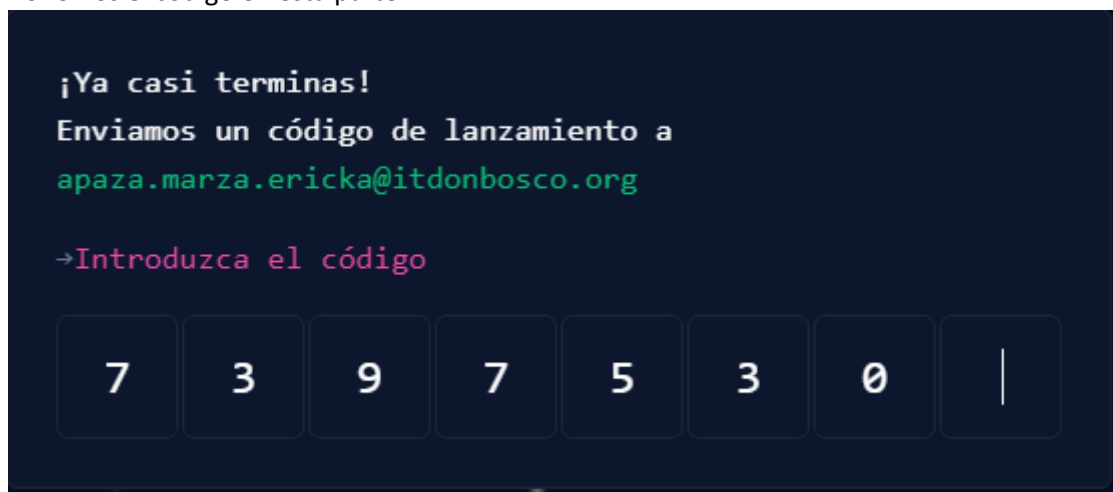 ¡Ya casi terminas!
Enviamos un código de lanzamiento a
apaza.marza.ericka@itdonbosco.org
→Introduzca el código
7 3 9 7 5 3 0